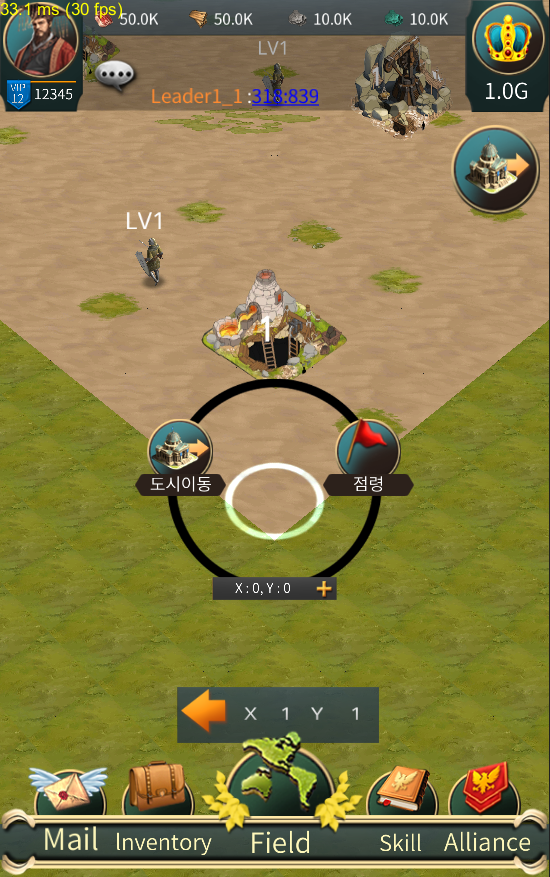 33.1 ms (30 fps)
50.0K 50.0K 10.0K 10.0K
VIP 12 12345
1.0G
LV1
Leader1_1 :318:839
LV1
1
도시이동 점령
X : 0, Y : 0
X 1 Y 1
Mail Inventory Field Skill Alliance